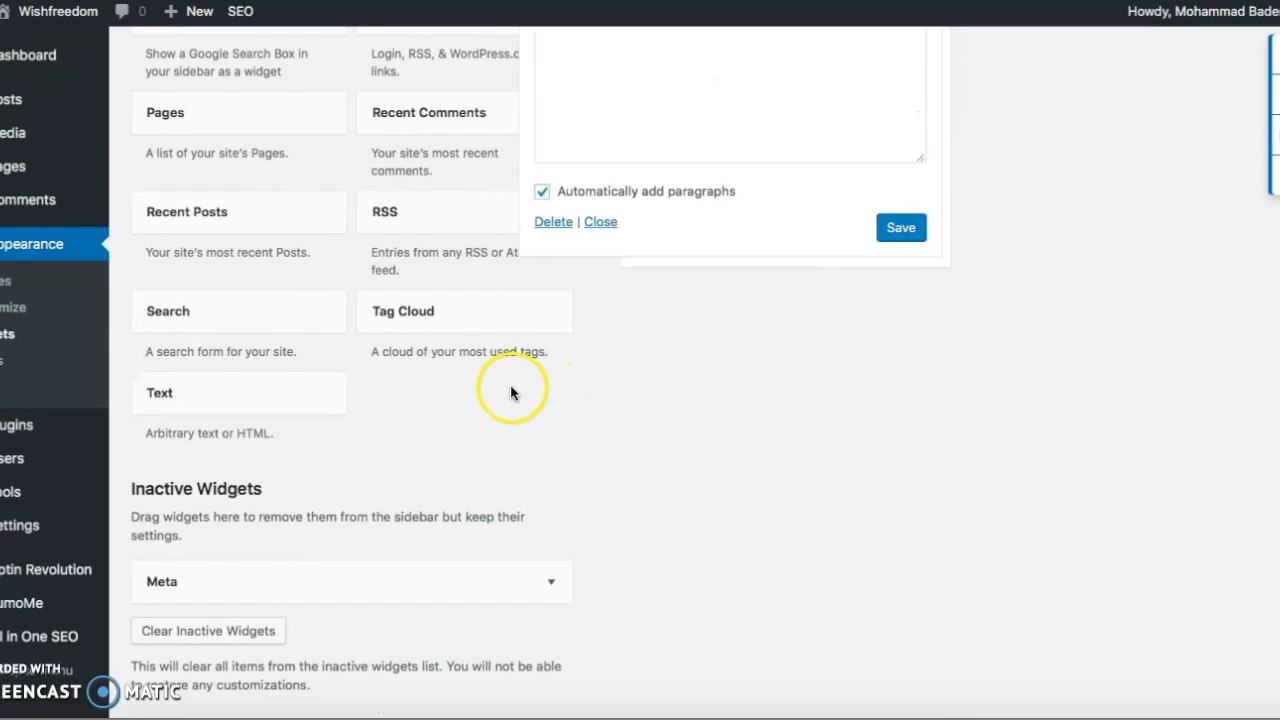 Wishfreedom 0 New SEO Howdy, Mohammad Bade
ashboard
osts
edia
ages
omments
ppearance
es
mize
ets
s
ugins
sers
ols
ettings
ptin Revolution
umoMe
l in One SEO
Show a Google Search Box in
your sidebar as a widget
Login, RSS, & WordPress.c
links.
Pages
A list of your site's Pages.
Recent Comments
Your site's most recent
comments.
Recent Posts
Your site's most recent Posts.
RSS
Entries from any RSS or At
feed.
Search
A search form for your site.
Tag Cloud
A cloud of your most used tags.
Text
Arbitrary text or HTML.
Automatically add paragraphs
Delete | Close
Save
Inactive Widgets
Drag widgets here to remove them from the sidebar but keep their
settings.
Meta
Clear Inactive Widgets
This will clear all items from the inactive widgets list. You will not be able
any customizations.
RDED WITH
EENCAST MATIC